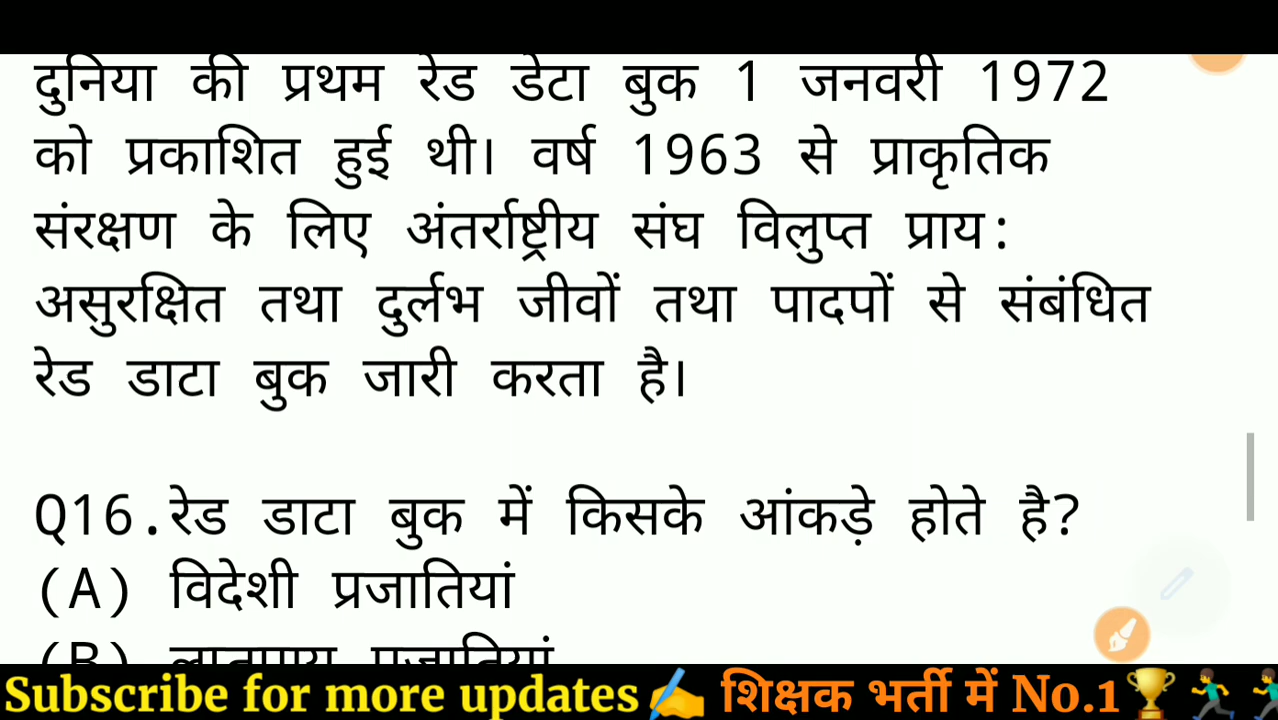 दुनिया की प्रथम रेड डेटा बुक 1 जनवरी 1972
को प्रकाशित हुई थी। वर्ष 1963 से प्राकृतिक
संरक्षण के लिए अंतर्राष्ट्रीय संघ विलुप्त प्राय:
असुरक्षित तथा दुर्लभ जीवों तथा पादपों से संबंधित
रेड डाटा बुक जारी करता है।
Q16.रेड डाटा बुक में किसके आंकड़े होते है?
(A) विदेशी प्रजातियां
(B) प्रजातियां
Subscribe for more updates✍️ शिक्षक भर्ती में No.1🏆🏃‍♂️🏃‍♂️